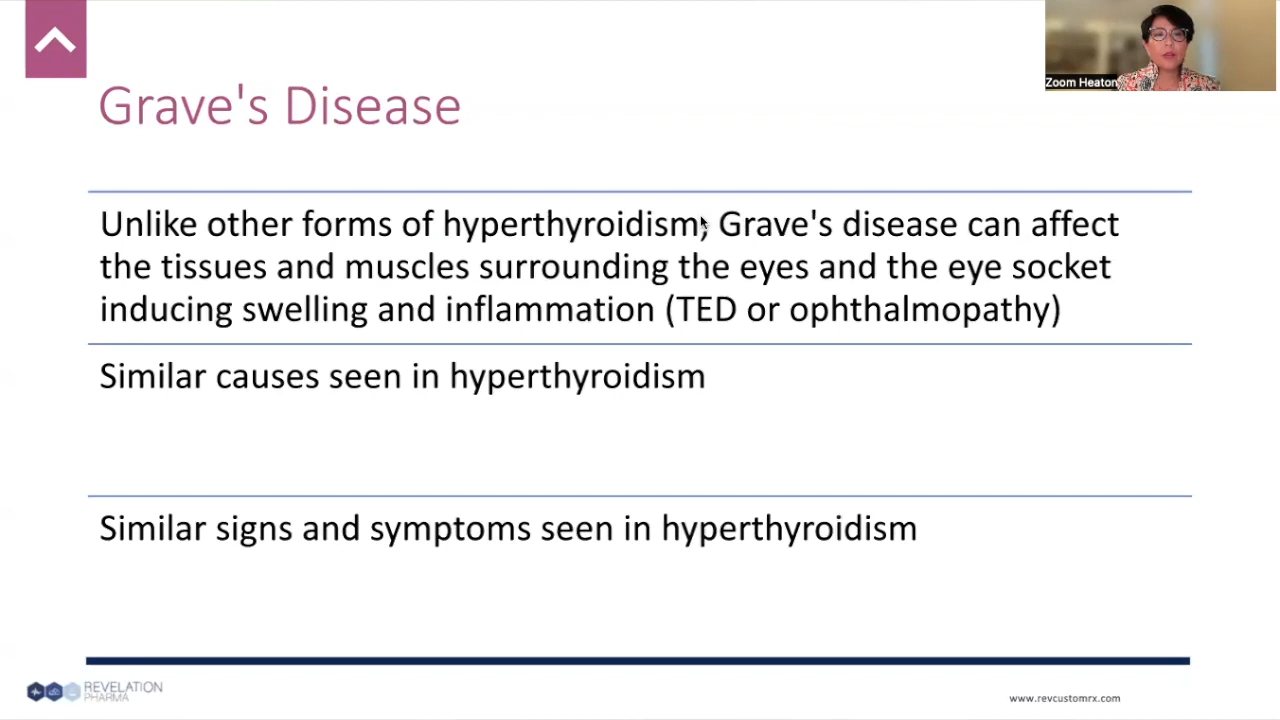 Zoom Heaton
Grave's Disease
Unlike other forms of hyperthyroidism, Grave's disease can affect
the tissues and muscles surrounding the eyes and the eye socket
inducing swelling and inflammation (TED or ophthalmopathy)
Similar causes seen in hyperthyroidism
Similar signs and symptoms seen in hyperthyroidism
REVELATION
PHARMA
www.revcustomrx.com